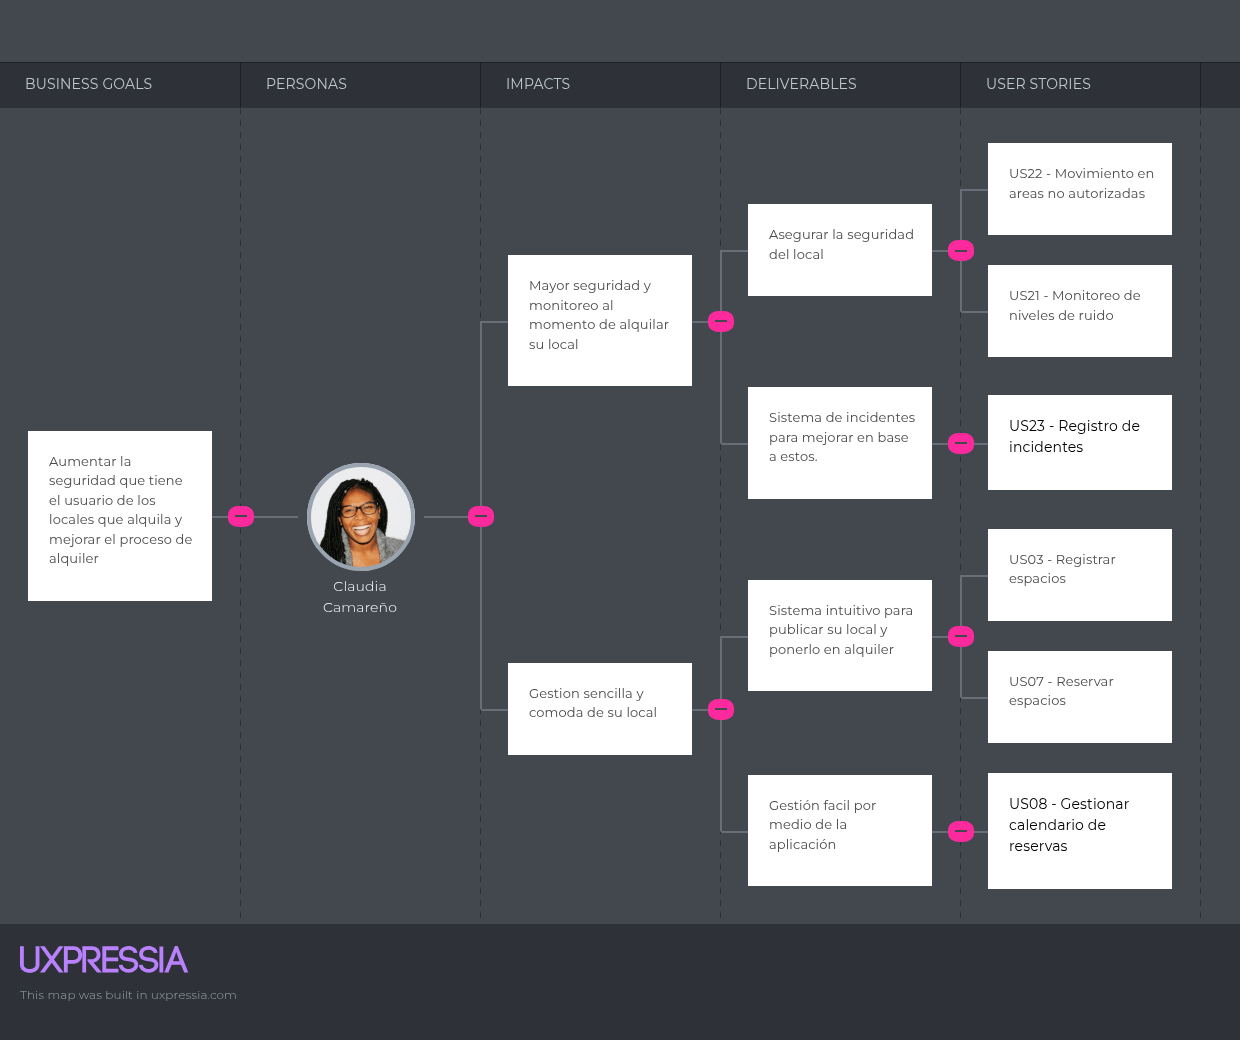 BUSINESS GOALS
PERSONAS
IMPACTS
DELIVERABLES
USER STORIES
Aumentar la
seguridad que tiene
el usuario de los
locales que alquila y
mejorar el proceso de
alquiler
Claudia
Camareño
Mayor seguridad y
monitoreo al
momento de alquilar
su local
Gestion sencilla y
comoda de su local
Asegurar la seguridad
del local
Sistema de incidentes
para mejorar en base
a estos.
Sistema intuitivo para
publicar su local y
ponerlo en alquiler
Gestión facil por
medio de la
aplicación
US22 - Movimiento en
areas no autorizadas
US21 - Monitoreo de
niveles de ruido
US23 - Registro de
incidentes
US03 - Registrar
espacios
US07 - Reservar
espacios
US08 - Gestionar
calendario de
reservas
UXPRESSIA
This map was built in uxpressia.com